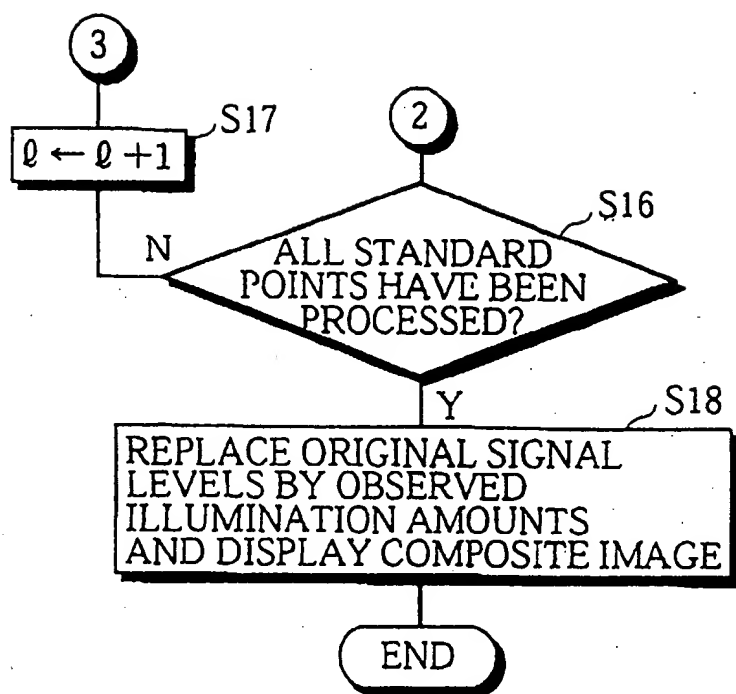 3
S17
ℓ ← ℓ +1
2
S16
N
ALL STANDARD
POINTS HAVE BEEN
PROCESSED?
Y
S18
REPLACE ORIGINAL SIGNAL
LEVELS BY OBSERVED
ILLUMINATION AMOUNTS
AND DISPLAY COMPOSITE IMAGE
END